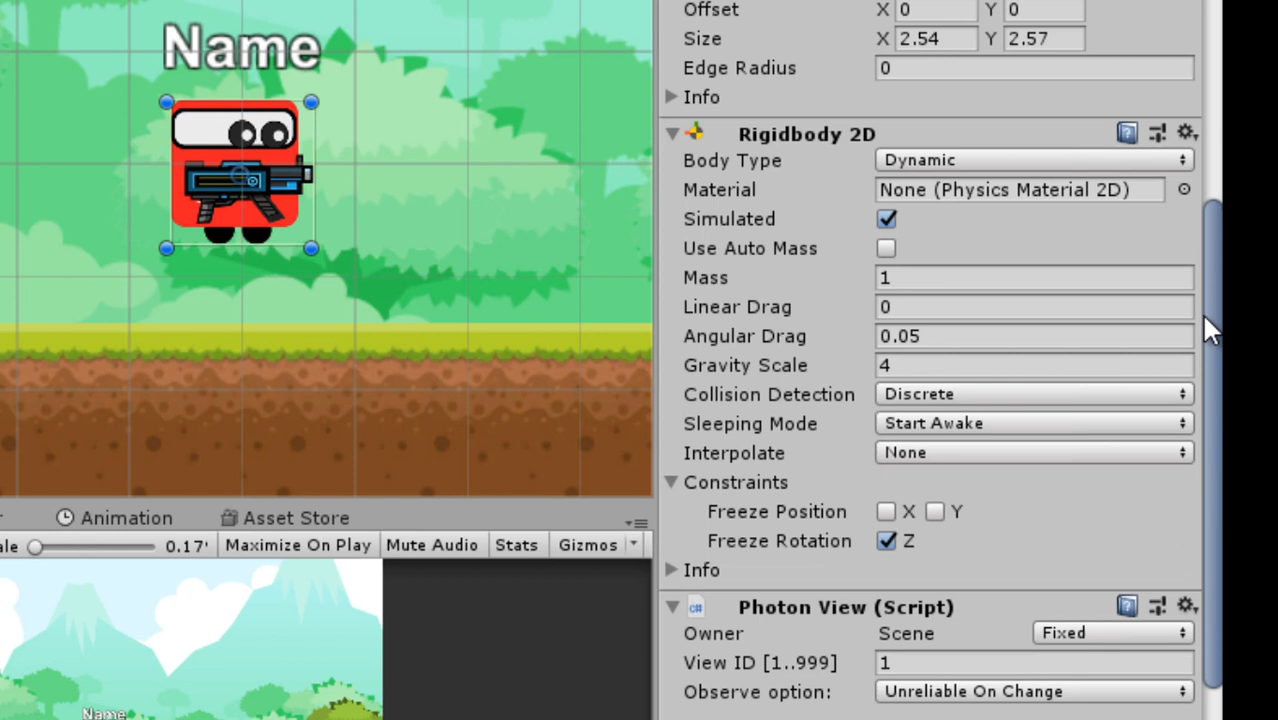 Name
Animation
Asset Store
ale 0.17'
Maximize On Play
Mute Audio
Stats
Gizmos
Name
Offset X 0 Y 0
Size X 2.54 Y 2.57
Edge Radius 0
Info
Rigidbody 2D
Body Type Dynamic
Material None (Physics Material 2D)
Simulated
Use Auto Mass
Mass 1
Linear Drag 0
Angular Drag 0.05
Gravity Scale 4
Collision Detection Discrete
Sleeping Mode Start Awake
Interpolate None
Constraints
Freeze Position X Y
Freeze Rotation Z
Info
c# Photon View (Script)
Owner Scene Fixed
View ID [1..999] 1
Observe option: Unreliable On Change